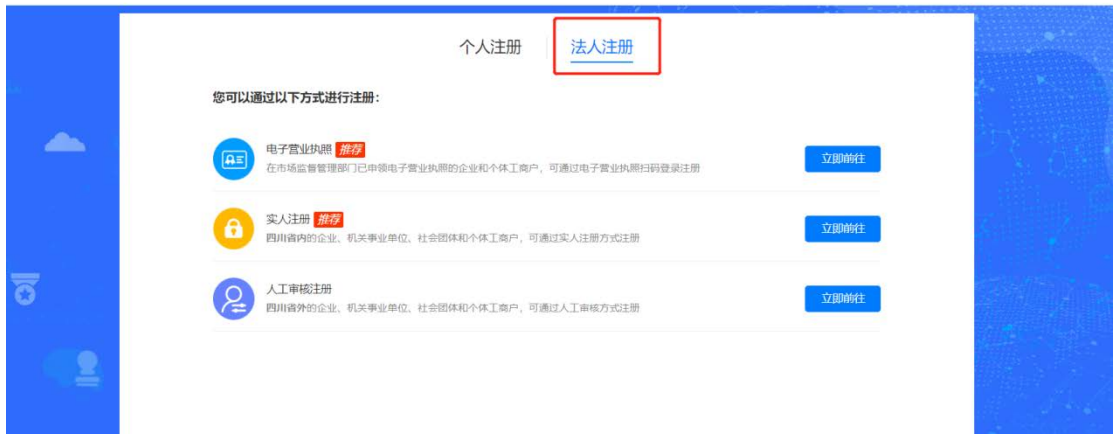 个人注册 法人注册
您可以通过以下方式进行注册：
电子营业执照 推荐
在市场监督管理部门已申领电子营业执照的企业和个体工商户，可通过电子营业执照扫码登录注册
立即前往
实人注册 推荐
四川省内的企业、机关事业单位、社会团体和个体工商户，可通过实人注册方式注册
立即前往
人工审核注册
四川省外的企业、机关事业单位、社会团体和个体工商户，可通过人工审核方式注册
立即前往